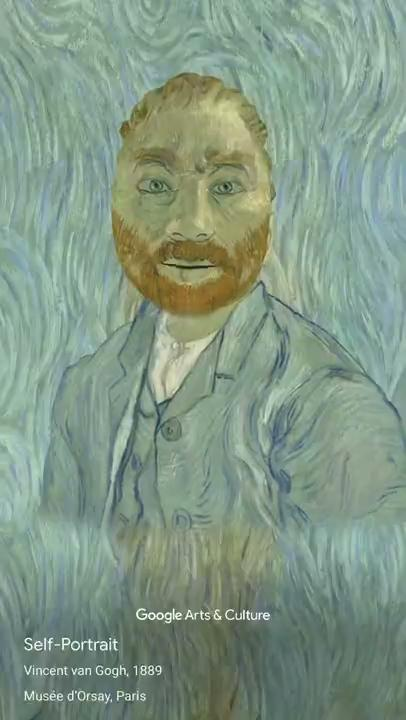 Google Arts & Culture
Self-Portrait
Vincent van Gogh, 1889
Musée d'Orsay, Paris